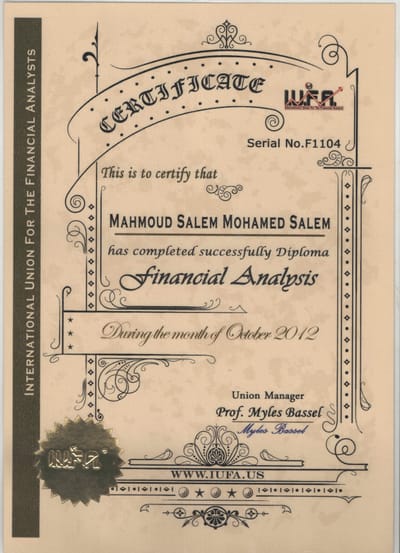 CERTIFICATE
I.U.F.A.
Serial No.F1104
This is to certify that
MAHMOUD SALEM MOHAMED SALEM
has completed successfully Diploma
Financial Analysis
During the month of October 2012
Union Manager
Prof. Myles Bassel
Myles Bassel
WWW.IUFA.US
INTERNATIONAL UNION FOR THE FINANCIAL ANALYSTS
I.U.F.A